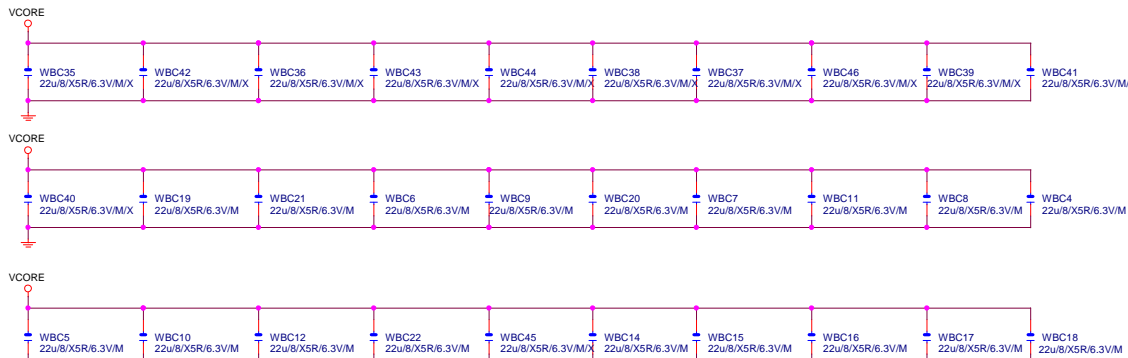 VCORE
WBC35 WBC42 WBC36 WBC43 WBC44 WBC38 WBC37 WBC46 WBC39 WBC41
22u/8/X5R/6.3V/M/X 22u/8/X5R/6.3V/M/X 22u/8/X5R/6.3V/M/X 22u/8/X5R/6.3V/M/X 22u/8/X5R/6.3V/M/X 22u/8/X5R/6.3V/M/X 22u/8/X5R/6.3V/M/X 22u/8/X5R/6.3V/M/X 22u/8/X5R/6.3V/M/X 22u/8/X5R/6.3V/M/
VCORE
WBC40 WBC19 WBC21 WBC6 WBC9 WBC20 WBC7 WBC11 WBC8 WBC4
22u/8/X5R/6.3V/M/X 22u/8/X5R/6.3V/M 22u/8/X5R/6.3V/M 22u/8/X5R/6.3V/M 22u/8/X5R/6.3V/M 22u/8/X5R/6.3V/M 22u/8/X5R/6.3V/M 22u/8/X5R/6.3V/M 22u/8/X5R/6.3V/M 22u/8/X5R/6.3V/M
VCORE
WBC5 WBC10 WBC12 WBC22 WBC45 WBC14 WBC15 WBC16 WBC17 WBC18
22u/8/X5R/6.3V/M 22u/8/X5R/6.3V/M 22u/8/X5R/6.3V/M 22u/8/X5R/6.3V/M 22u/8/X5R/6.3V/M/X 22u/8/X5R/6.3V/M 22u/8/X5R/6.3V/M 22u/8/X5R/6.3V/M 22u/8/X5R/6.3V/M 22u/8/X5R/6.3V/M